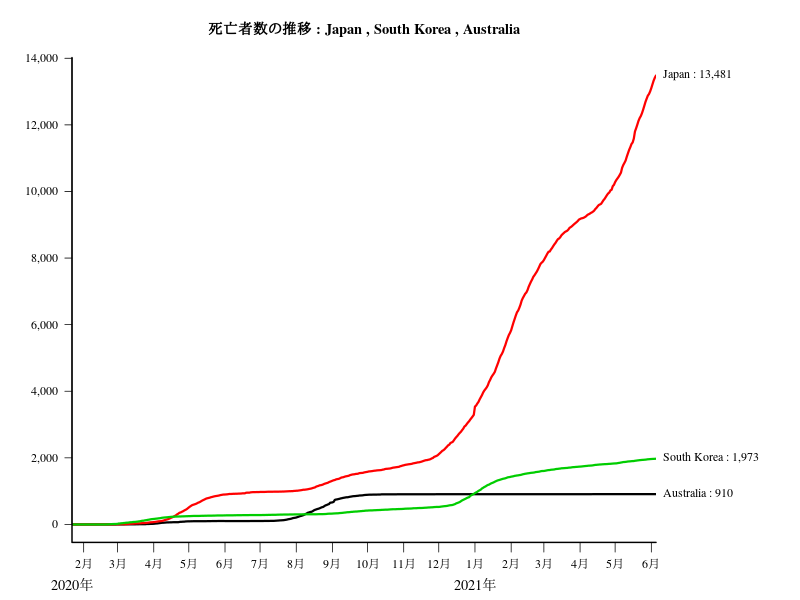 死亡者数の推移 : Japan , South Korea , Australia
14,000
12,000
10,000
8,000
6,000
4,000
2,000
0
Japan : 13,481
South Korea : 1,973
Australia : 910
2月 3月 4月 5月 6月 7月 8月 9月 10月 11月 12月 1月 2月 3月 4月 5月 6月
2020年 2021年